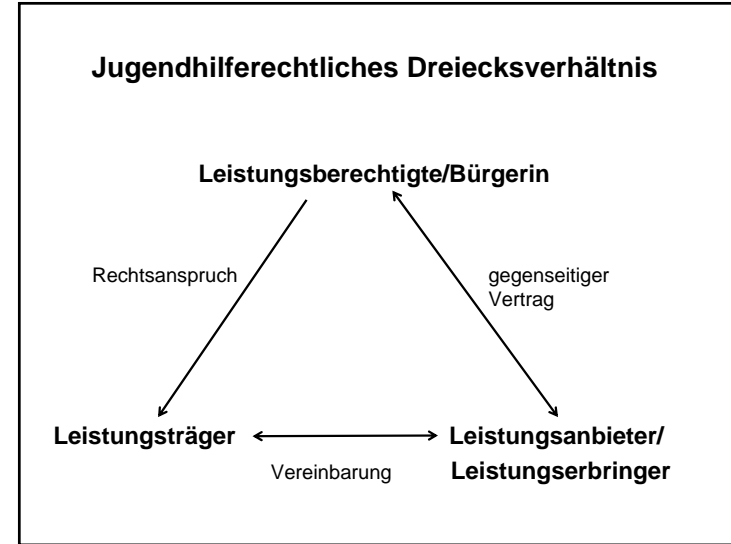 Jugendhilferechtliches Dreiecksverhältnis
Leistungsberechtigte/Bürgerin
Rechtsanspruch
gegenseitiger
Vertrag
Leistungsträger
Leistungsanbieter/
Leistungserbringer
Vereinbarung